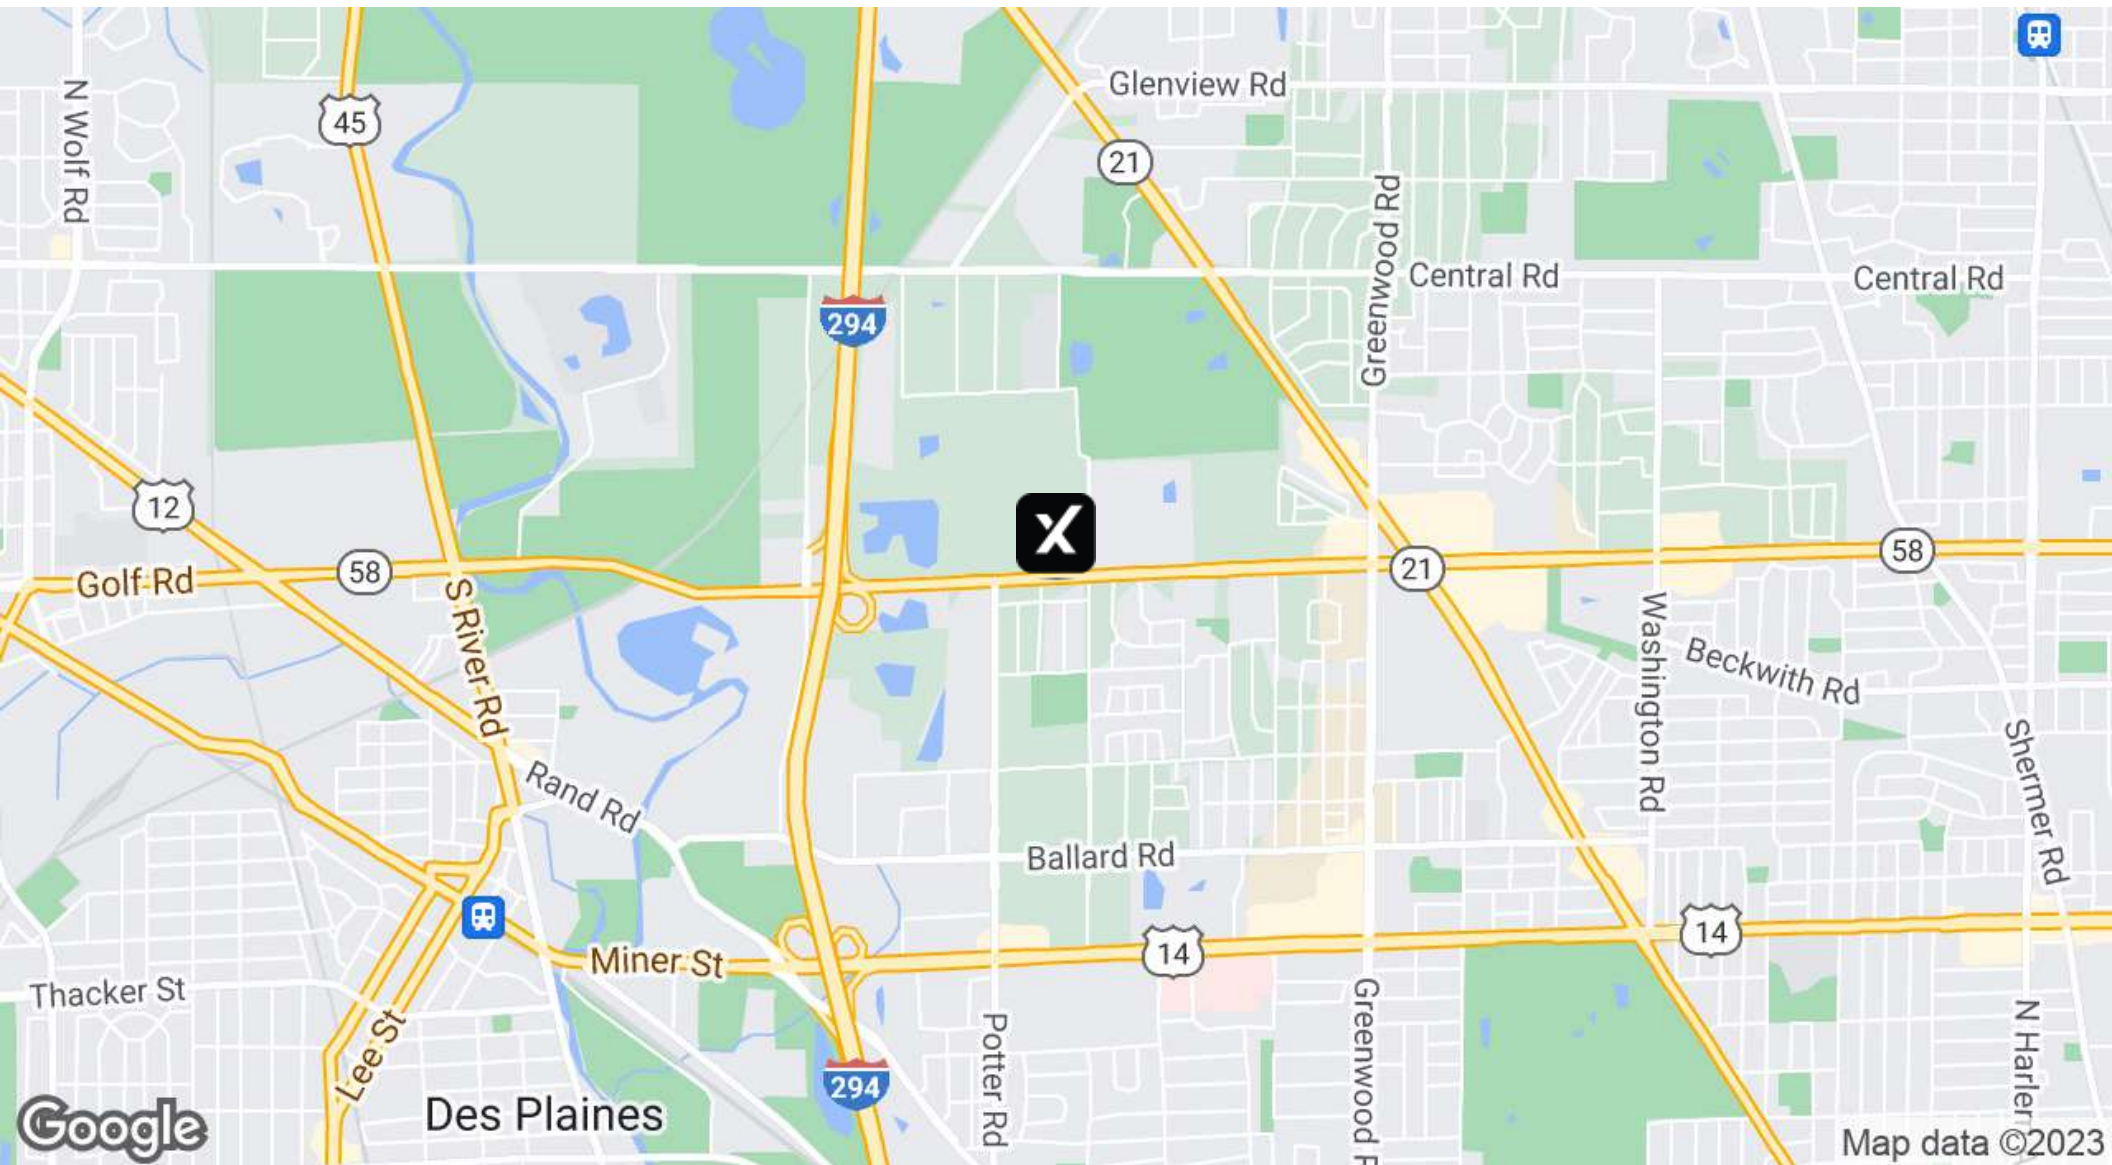 Glenview Rd
N Wolf Rd
45
21
Greenwood Rd
Central Rd
Central Rd
294
12
X
58
Golf Rd
58
21
S River Rd
Washington Rd
Beckwith Rd
Shermer Rd
Rand Rd
Ballard Rd
14
14
Miner St
Thacker St
Lee St
Potter Rd
Greenwood R
N Harlem
294
Des Plaines
Google
Map data ©2023